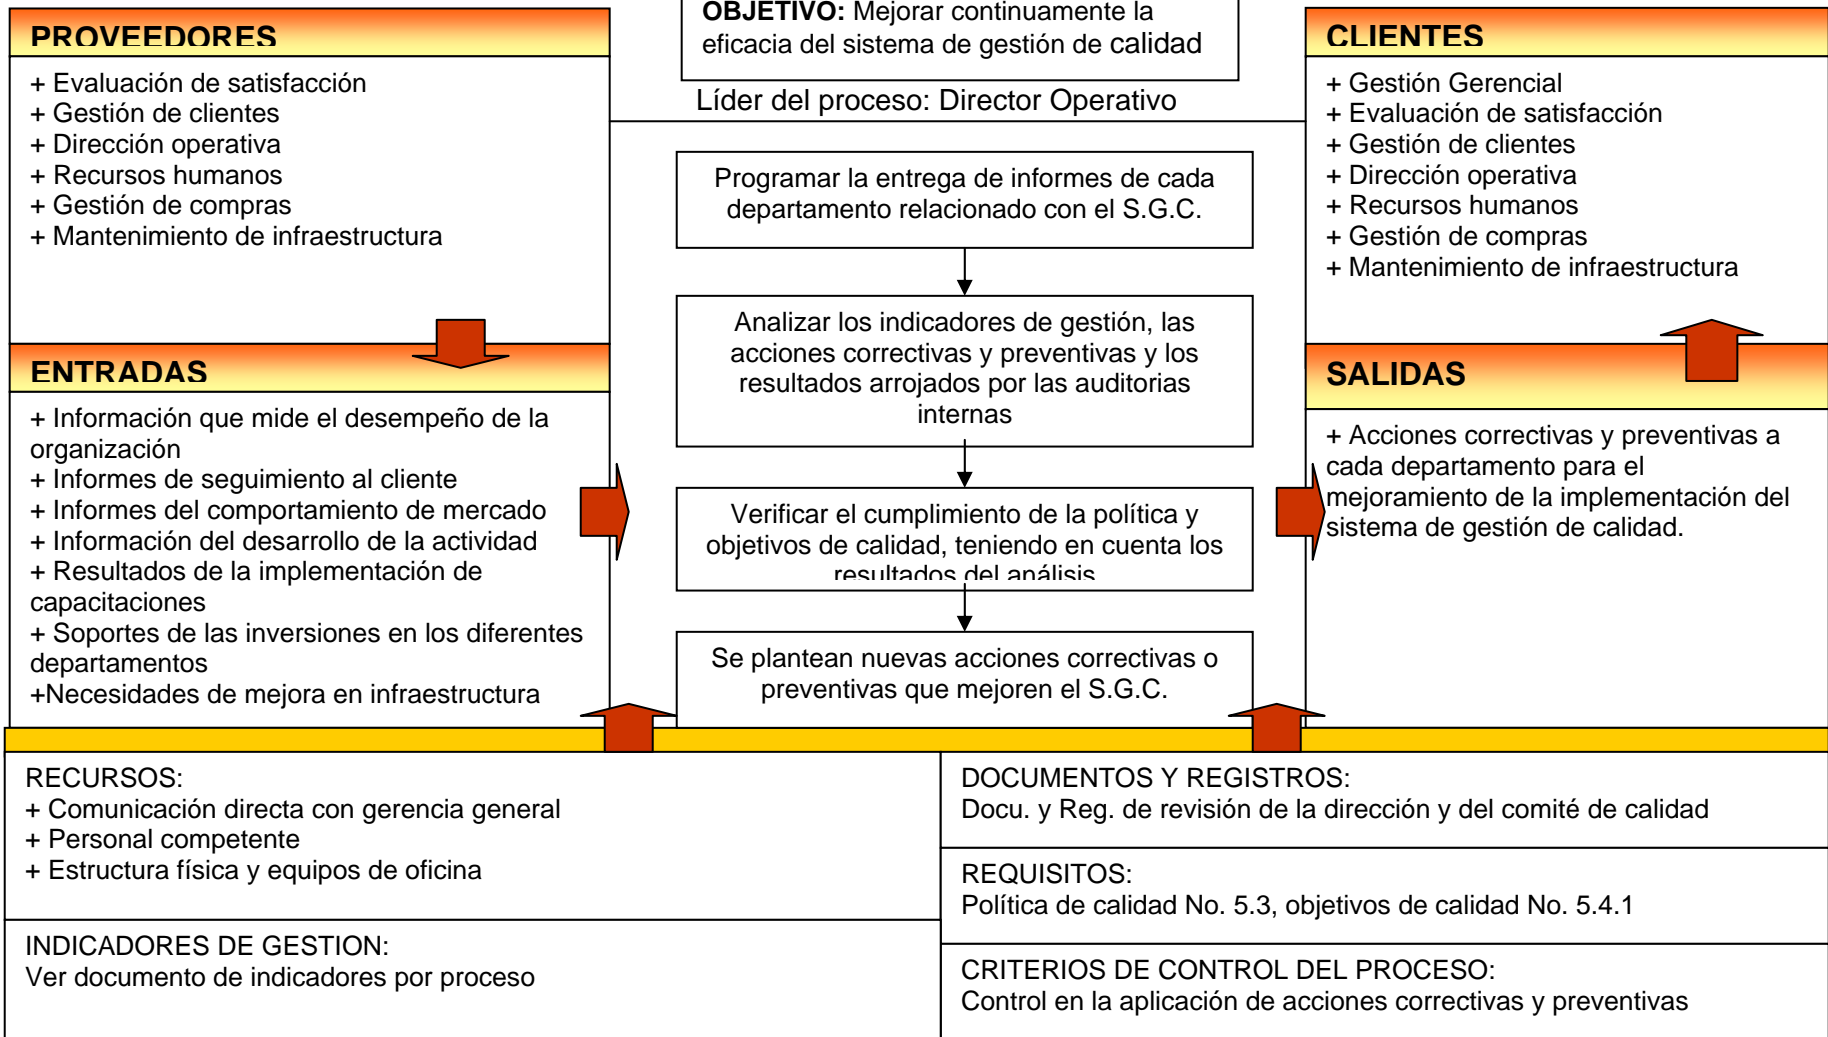 PROVEEDORES
+ Evaluación de satisfacción
+ Gestión de clientes
+ Dirección operativa
+ Recursos humanos
+ Gestión de compras
+ Mantenimiento de infraestructura
ENTRADAS
+ Información que mide el desempeño de la
organización
+ Informes de seguimiento al cliente
+ Informes del comportamiento de mercado
+ Información del desarrollo de la actividad
+ Resultados de la implementación de
capacitaciones
+ Soportes de las inversiones en los diferentes
departamentos
+Necesidades de mejora en infraestructura
OBJETIVO: Mejorar continuamente la
eficacia del sistema de gestión de calidad
Líder del proceso: Director Operativo
Programar la entrega de informes de cada
departamento relacionado con el S.G.C.
Analizar los indicadores de gestión, las
acciones correctivas y preventivas y los
resultados arrojados por las auditorias
internas
Verificar el cumplimiento de la política y
objetivos de calidad, teniendo en cuenta los
resultados del análisis
Se plantean nuevas acciones correctivas o
preventivas que mejoren el S.G.C.
CLIENTES
+ Gestión Gerencial
+ Evaluación de satisfacción
+ Gestión de clientes
+ Dirección operativa
+ Recursos humanos
+ Gestión de compras
+ Mantenimiento de infraestructura
SALIDAS
+ Acciones correctivas y preventivas a
cada departamento para el
mejoramiento de la implementación del
sistema de gestión de calidad.
RECURSOS:
+ Comunicación directa con gerencia general
+ Personal competente
+ Estructura física y equipos de oficina
INDICADORES DE GESTION:
Ver documento de indicadores por proceso
DOCUMENTOS Y REGISTROS:
Docu. y Reg. de revisión de la dirección y del comité de calidad
REQUISITOS:
Política de calidad No. 5.3, objetivos de calidad No. 5.4.1
CRITERIOS DE CONTROL DEL PROCESO:
Control en la aplicación de acciones correctivas y preventivas